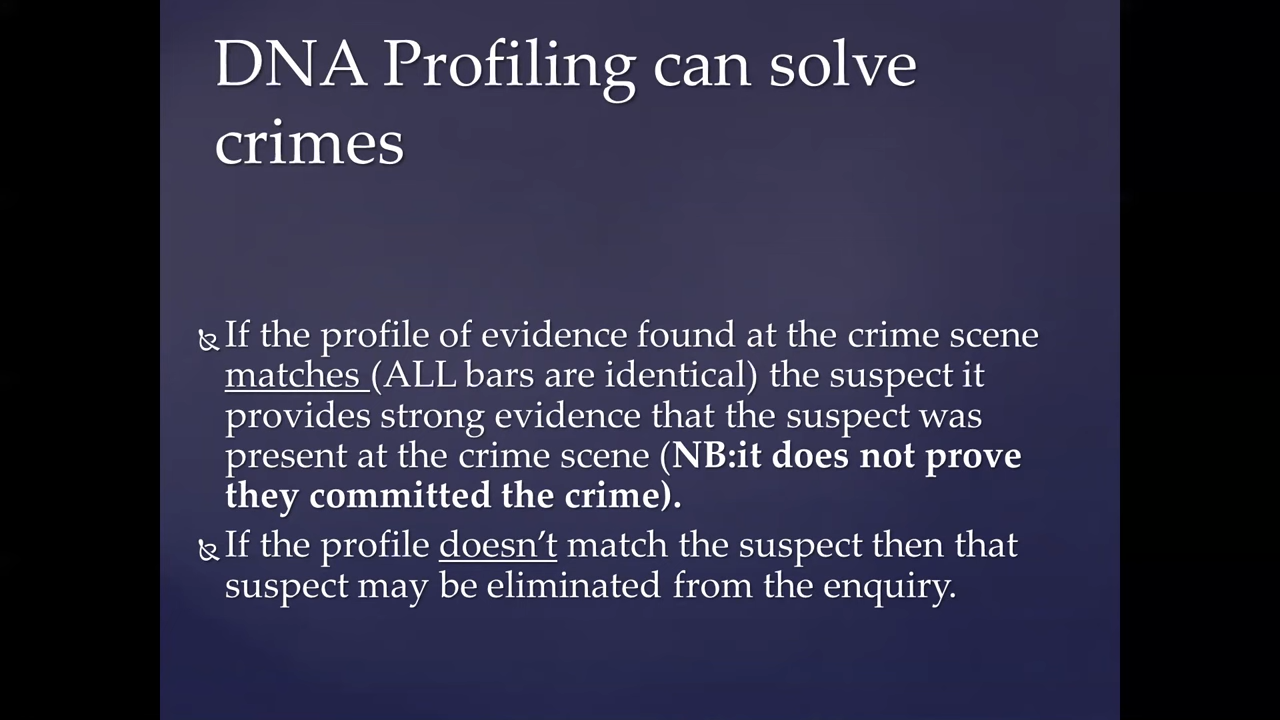 DNA Profiling can solve
crimes
If the profile of evidence found at the crime scene
matches (ALL bars are identical) the suspect it
provides strong evidence that the suspect was
present at the crime scene (NB:it does not prove
they committed the crime).
If the profile doesn’t match the suspect then that
suspect may be eliminated from the enquiry.